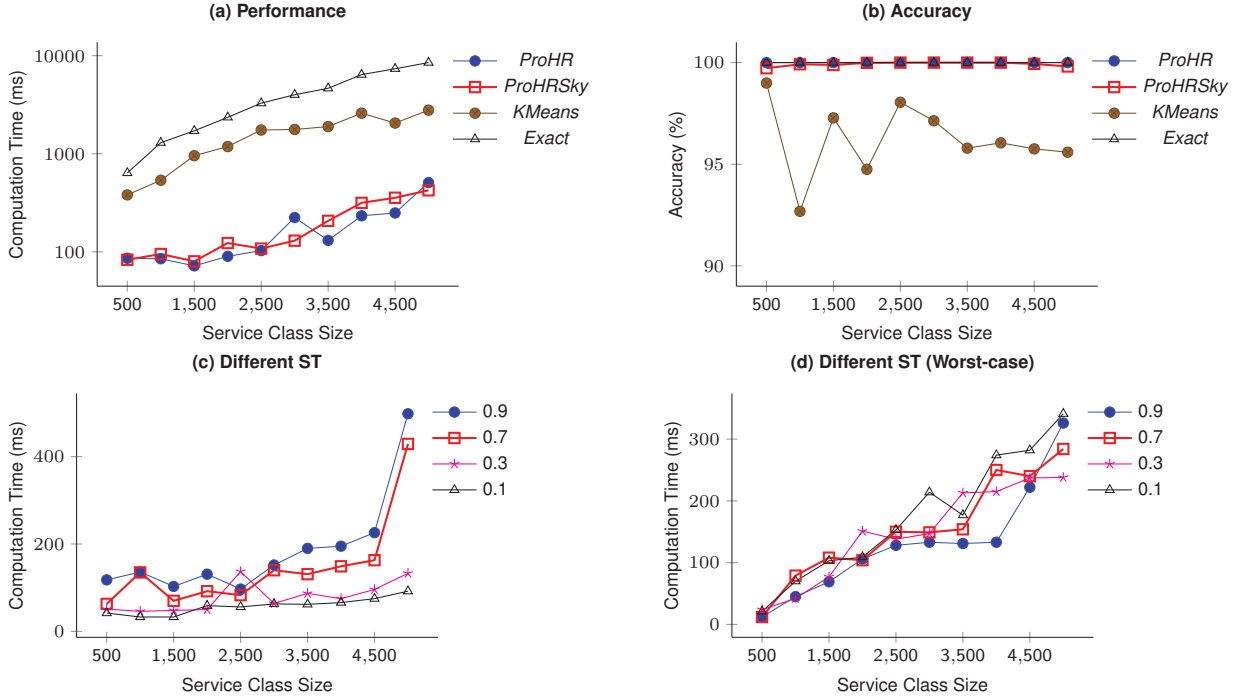 (a) Performance
Computation Time (ms)
10000
1000
100
500
1,500
2,500
3,500
4,500
Service Class Size
ProHR
ProHRSky
KMeans
Exact
(b) Accuracy
Accuracy (%)
100
95
90
500
1,500
2,500
3,500
4,500
Service Class Size
ProHR
ProHRSky
KMeans
Exact
(c) Different ST
Computation Time (ms)
400
200
0
500
1,500
2,500
3,500
4,500
Service Class Size
0.9
0.7
0.3
0.1
(d) Different ST (Worst-case)
Computation Time (ms)
300
200
100
0
500
1,500
2,500
3,500
4,500
Service Class Size
0.9
0.7
0.3
0.1